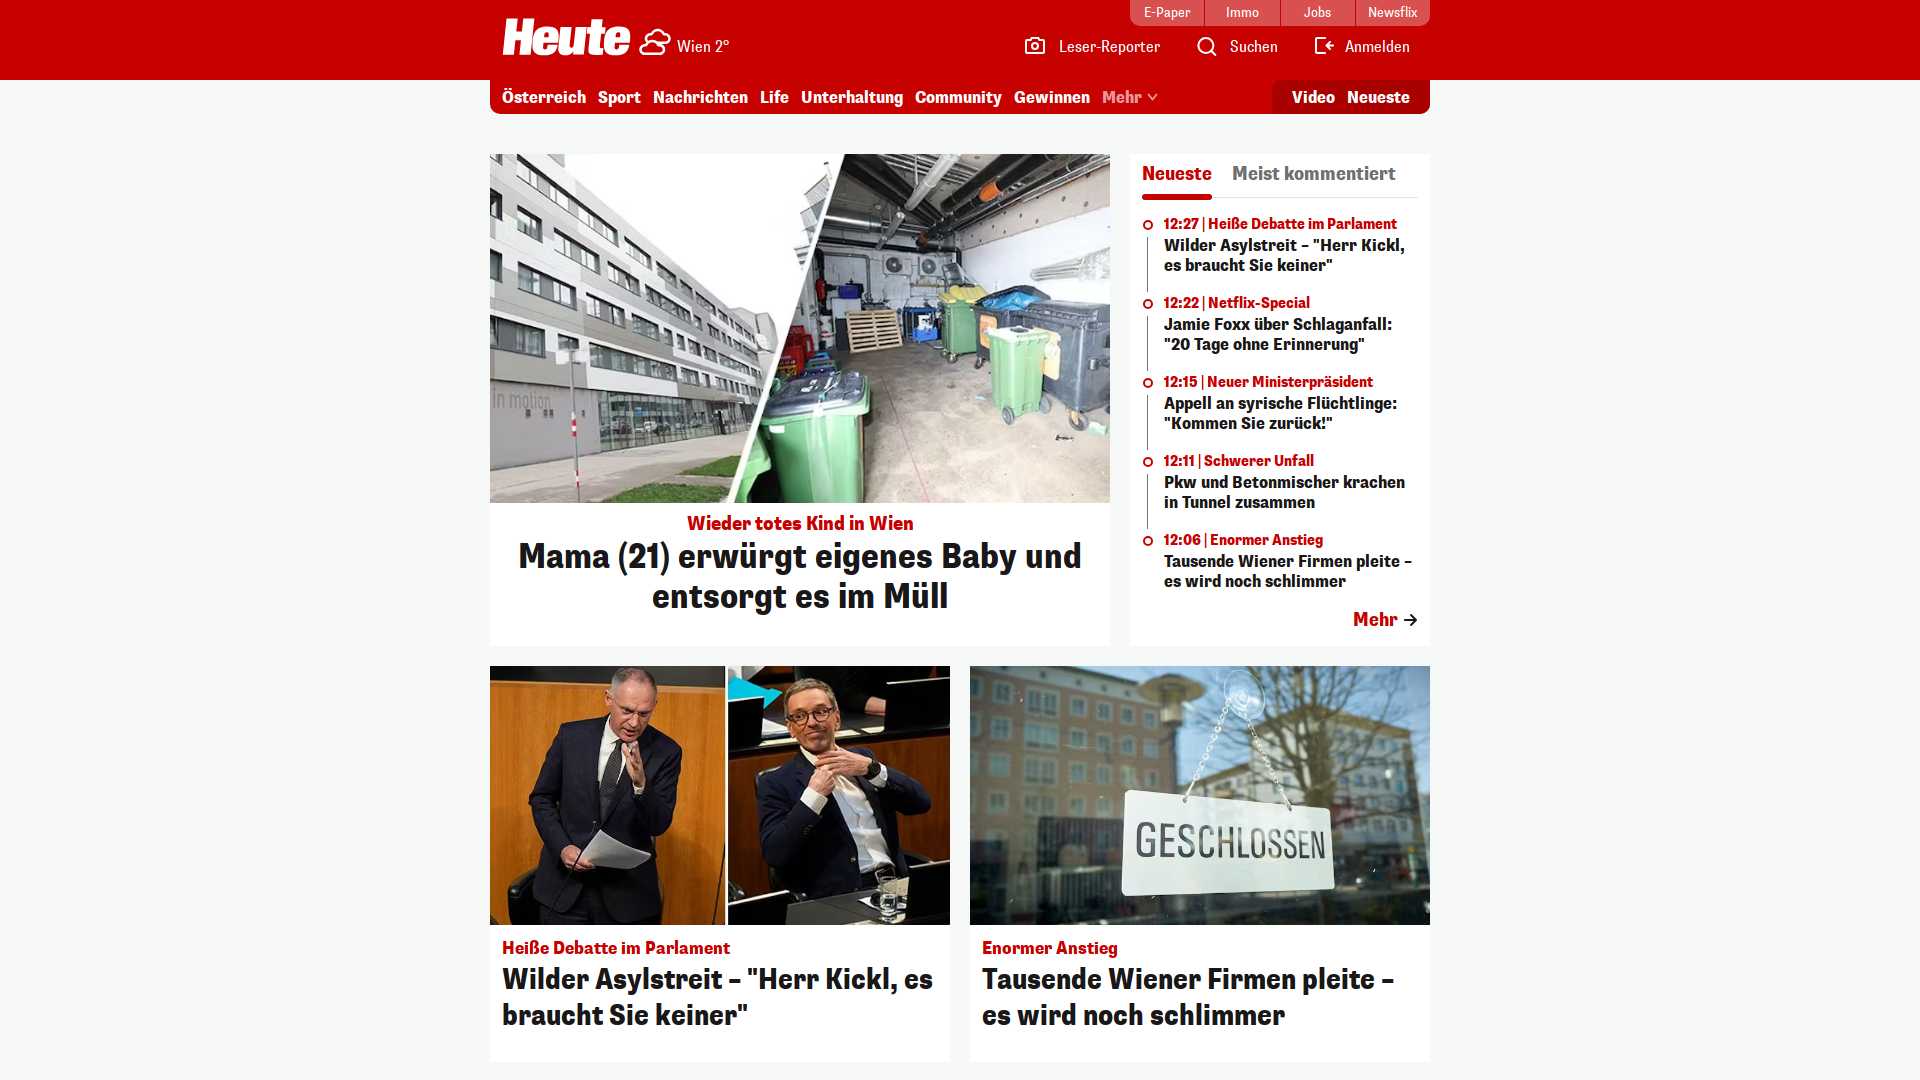 E-Paper
Immo
Jobs
Newsflix
Heute
Wien 2°
Leser-Reporter
Suchen
Anmelden
Österreich
Sport
Nachrichten
Life
Unterhaltung
Community
Gewinnen
Mehr
Video
Neueste
in motion
Wieder totes Kind in Wien
Mama (21) erwürgt eigenes Baby und
entsorgt es im Müll
Neueste
Meist kommentiert
12:27 | Heiße Debatte im Parlament
Wilder Asylstreit – "Herr Kickl,
es braucht Sie keiner"
12:22 | Netflix-Special
Jamie Foxx über Schlaganfall:
"20 Tage ohne Erinnerung"
12:15 | Neuer Ministerpräsident
Appell an syrische Flüchtlinge:
"Kommen Sie zurück!"
12:11 | Schwerer Unfall
Pkw und Betonmischer krachen
in Tunnel zusammen
12:06 | Enormer Anstieg
Tausende Wiener Firmen pleite –
es wird noch schlimmer
Mehr
Heiße Debatte im Parlament
Wilder Asylstreit – "Herr Kickl, es
braucht Sie keiner"
GESCHLOSSEN
Enormer Anstieg
Tausende Wiener Firmen pleite –
es wird noch schlimmer